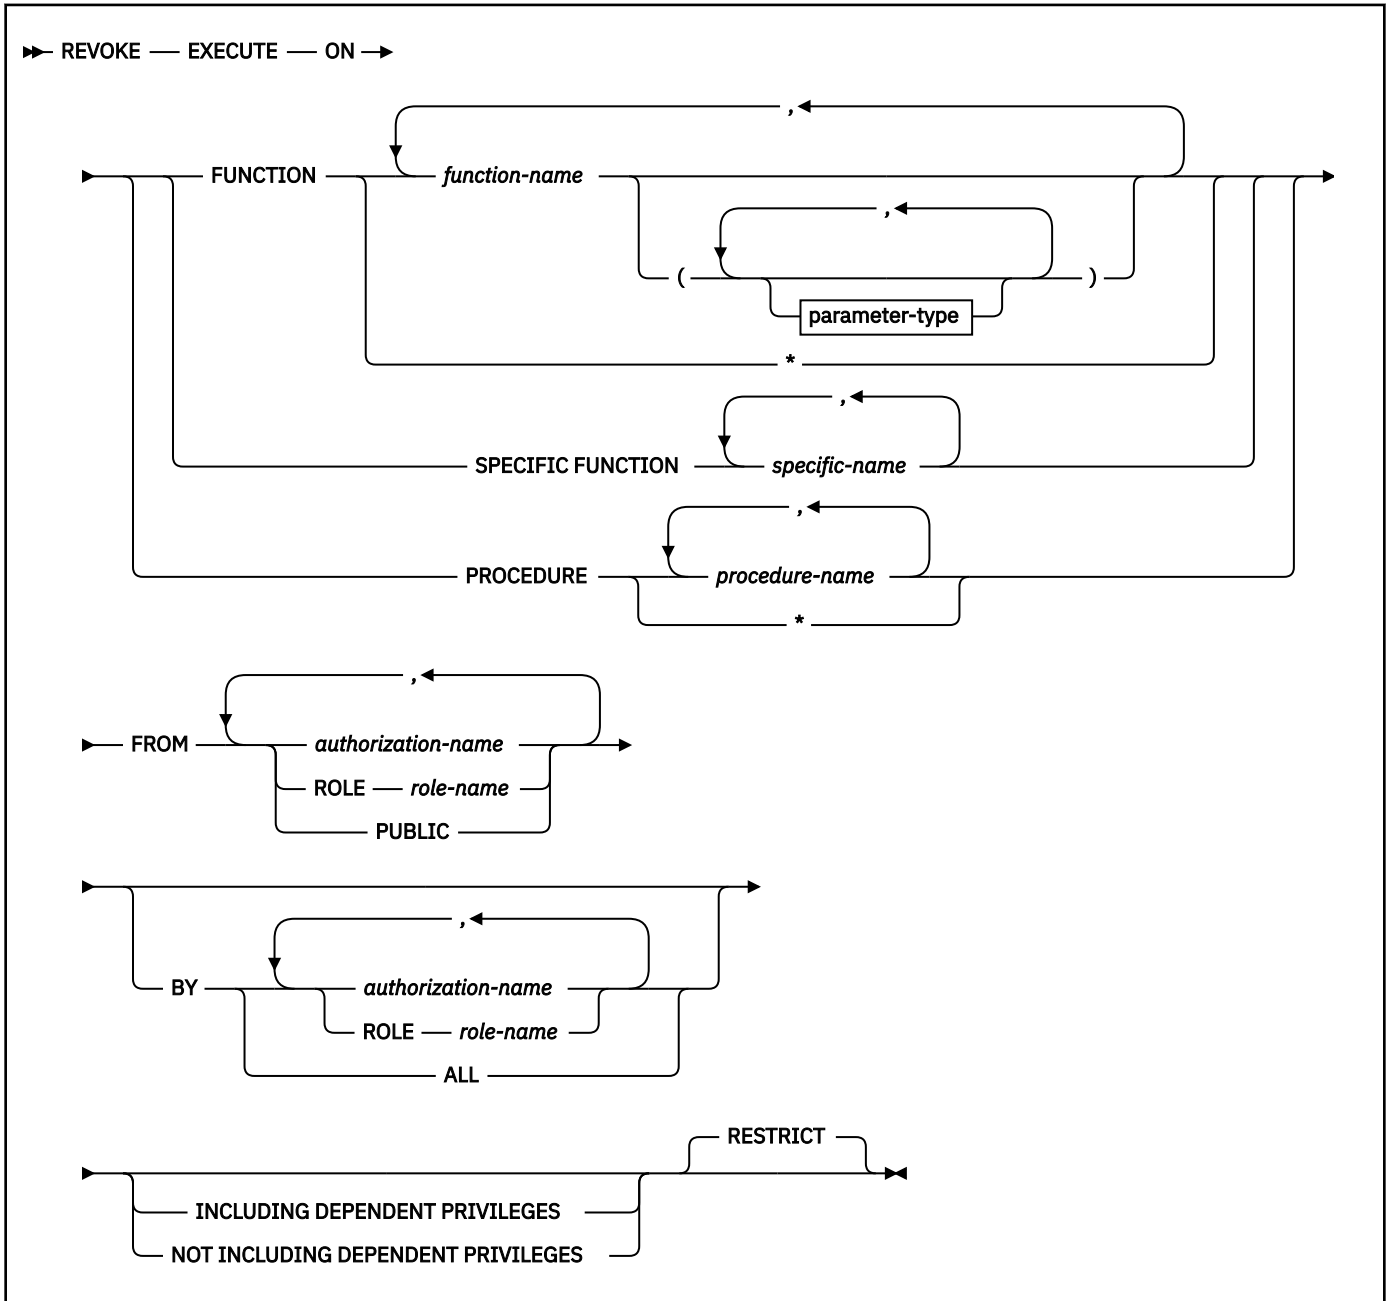 REVOKE EXECUTE ON
,
FUNCTION function-name
,
( )
parameter-type
*
,
SPECIFIC FUNCTION specific-name
,
PROCEDURE procedure-name
*
,
FROM authorization-name
ROLE role-name
PUBLIC
,
BY authorization-name
ROLE role-name
ALL
RESTRICT
INCLUDING DEPENDENT PRIVILEGES
NOT INCLUDING DEPENDENT PRIVILEGES